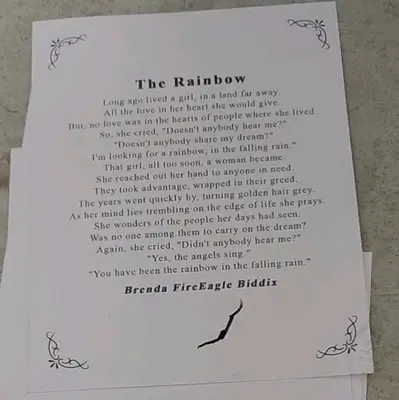 The Rainbow
Long ago lived a girl, in a land far away.
All the love in her heart she would give,
But, no love was in the hearts of people where she lived.
So, she cried, "Doesn't anybody hear me?"
"Doesn't anybody share my dream?"
I'm looking for a rainbow, in the falling rain."
That girl, all too soon, a woman became.
She reached out her hand to anyone in need.
They took advantage, wrapped in their greed.
The years went quickly by, turning golden hair grey.
As her mind lies trembling on the edge of life she prays.
She wonders of the people her days had seen.
Was no one among them to carry on the dream?
Again, she cried, "Didn't anybody hear me?"
"Yes, the angels sing."
"You have been the rainbow in the falling rain."
Brenda FireEagle Biddix